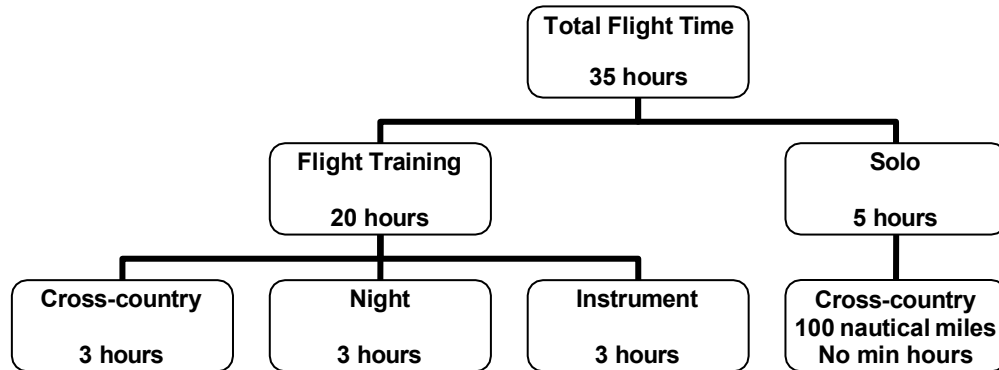 Total Flight Time
35 hours
Flight Training
20 hours
Solo
5 hours
Cross-country
3 hours
Night
3 hours
Instrument
3 hours
Cross-country
100 nautical miles
No min hours